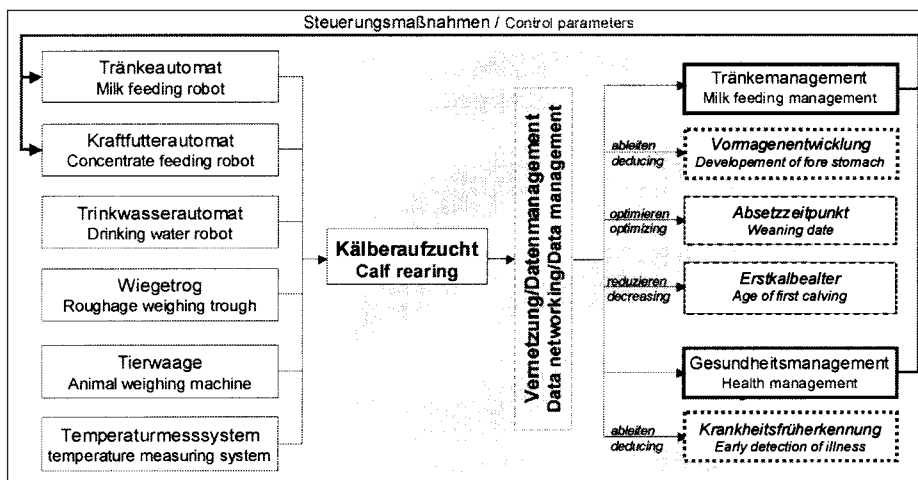 Steuerungsmaßnahmen / Control parameters
Tränkeautomat
Milk feeding robot
Kraftfutterautomat
Concentrate feeding robot
Trinkwasserautomat
Drinking water robot
Wiegetrog
Roughage weighing trough
Tierwaage
Animal weighing machine
Temperaturmesssystem
temperature measuring system
Kälberaufzucht
Calf rearing
Vernetzung/Datenmanagement
Data networking/Data management
Tränkemanagement
Milk feeding management
ableiten
deducing
Vormagenentwicklung
Developement of fore stomach
optimieren
optimizing
Absetzzeitpunkt
Weaning date
reduzieren
decreasing
Erstkalbealter
Age of first calving
Gesundheitsmanagement
Health management
ableiten
deducing
Krankheitsfrüherkennung
Early detection of illness